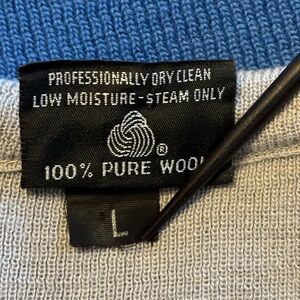 PROFESSIONALLY DRY CLEAN
LOW MOISTURE-STEAM ONLY
®
100% PURE WOOL
L